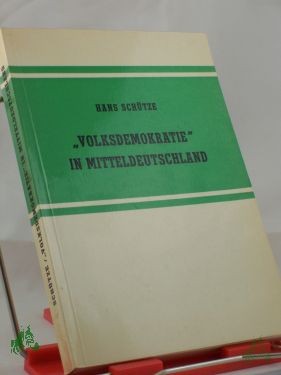 HANS SCHÜTZE
„VOLKSDEMOKRATIE"
IN MITTELDEUTSCHLAND